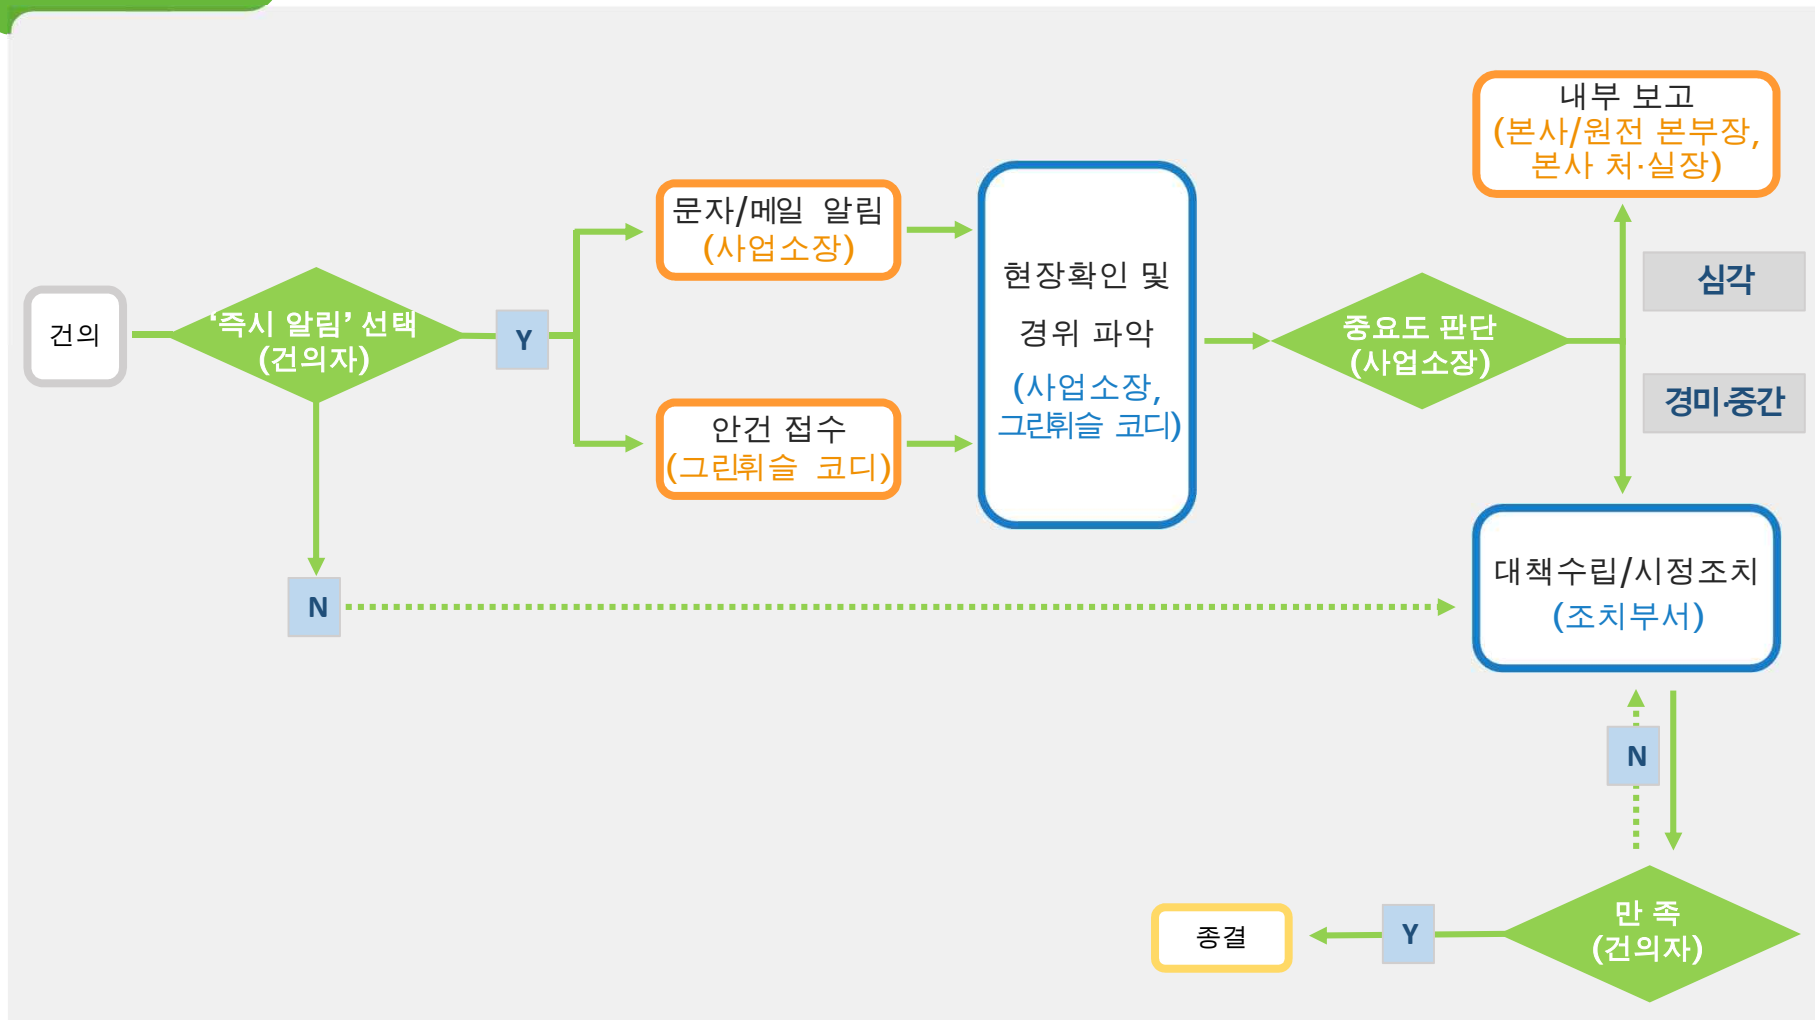 건의
‘즉시 알림’ 선택
(건의자)
Y
N
문자/메일 알림
(사업소장)
안건 접수
(그린휘슬 코디)
현장확인 및
경위 파악
(사업소장,
그린휘슬 코디)
중요도 판단
(사업소장)
내부 보고
(본사/원전 본부장,
본사 처·실장)
심각
경미·중간
대책수립/시정조치
(조치부서)
N
만 족
(건의자)
Y
종결